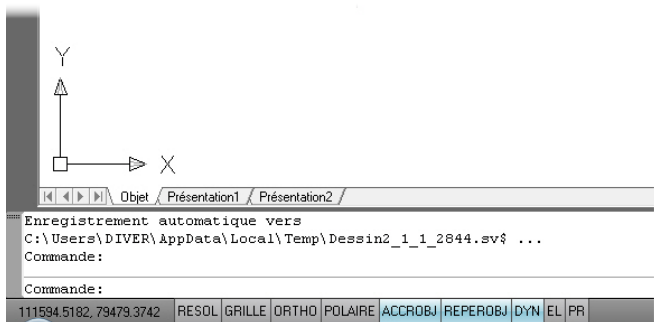 Y
X
Objet Présentation1 Présentation2
Enregistrement automatique vers
C:\Users\DIVER\AppData\Local\Temp\Dessin2_1_1_2844.sv$ ...
Commande:
Commande:
111594.5182, 79479.3742 RESOL GRILLE ORTHO POLAIRE ACCROBJ REPEROBJ DYN EL PR